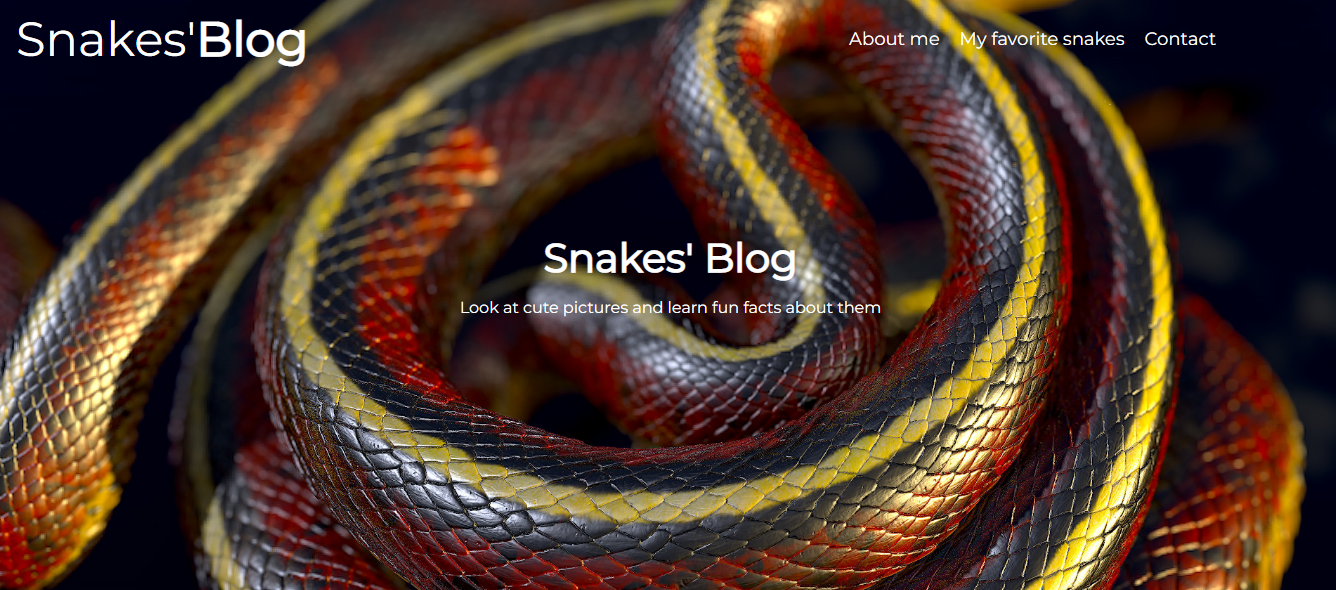 Snakes'Blog
About me My favorite snakes Contact
Snakes' Blog
Look at cute pictures and learn fun facts about them